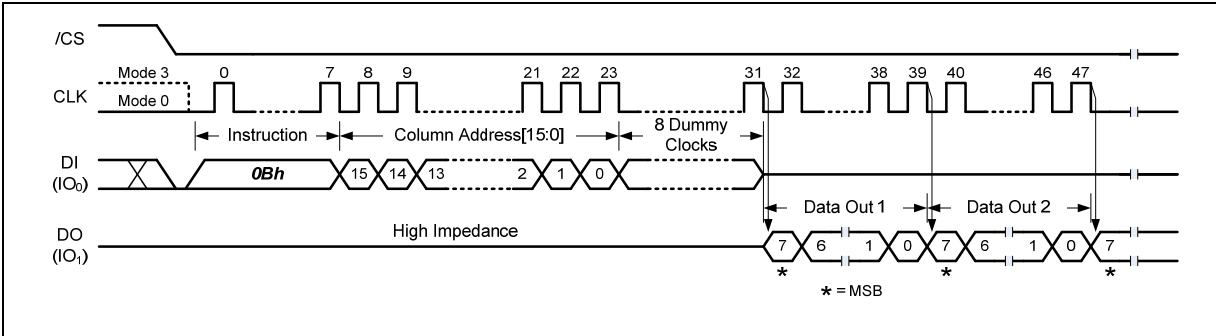 /CS
Mode 3 0 7 8 9 21 22 23 31 32 38 39 40 46 47
CLK
Mode 0
Instruction Column Address[15:0] 8 Dummy Clocks
DI (IO0) 0Bh 15 14 13 2 1 0
Data Out 1 Data Out 2
High Impedance
DO (IO1) 7 6 1 0 7 6 1 0 7
* * *
* = MSB